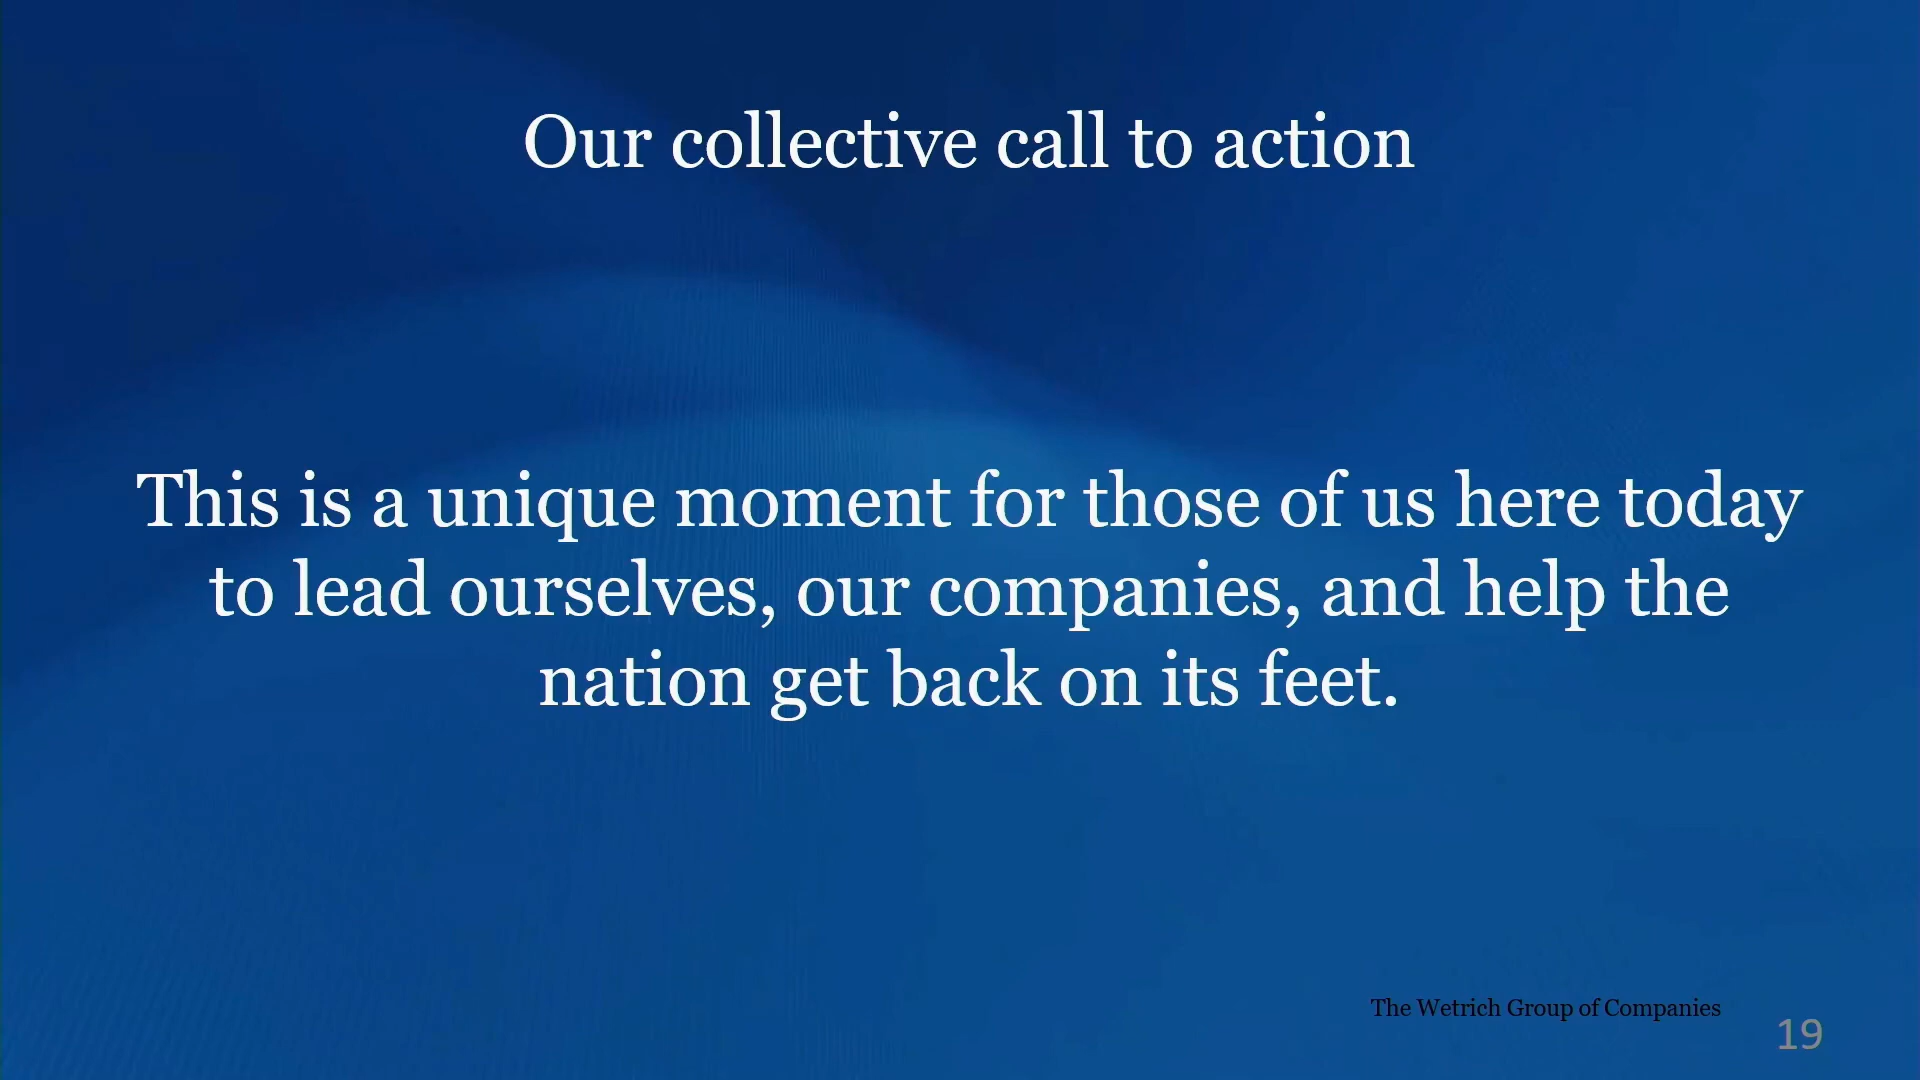 Our collective call to action
This is a unique moment for those of us here today
to lead ourselves, our companies, and help the
nation get back on its feet.
The Wetrich Group of Companies
19